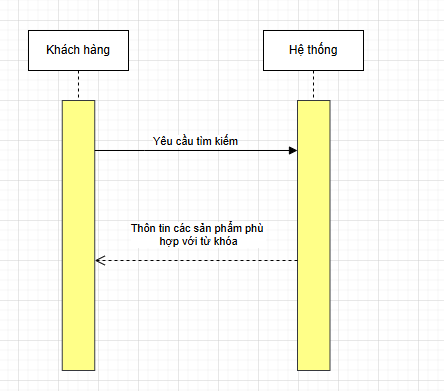 Khách hàng
Hệ thống
Yêu cầu tìm kiếm
Thôn tin các sản phẩm phù
hợp với từ khóa